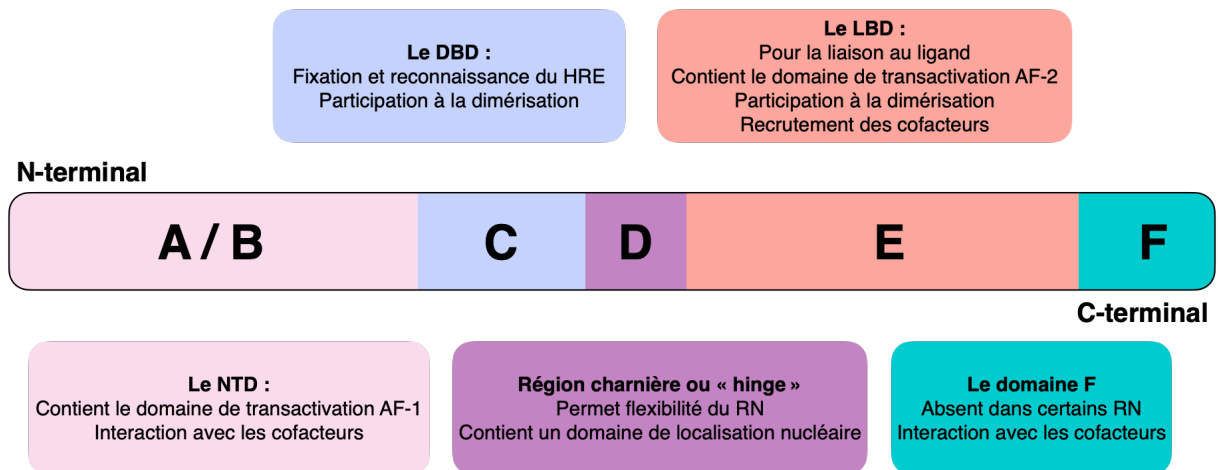 Le DBD :
Fixation et reconnaissance du HRE
Participation à la dimérisation
Le LBD :
Pour la liaison au ligand
Contient le domaine de transactivation AF-2
Participation à la dimérisation
Recrutement des cofacteurs
N-terminal
A / B
C
D
E
F
C-terminal
Le NTD :
Contient le domaine de transactivation AF-1
Interaction avec les cofacteurs
Région charnière ou « hinge »
Permet flexibilité du RN
Contient un domaine de localisation nucléaire
Le domaine F
Absent dans certains RN
Interaction avec les cofacteurs